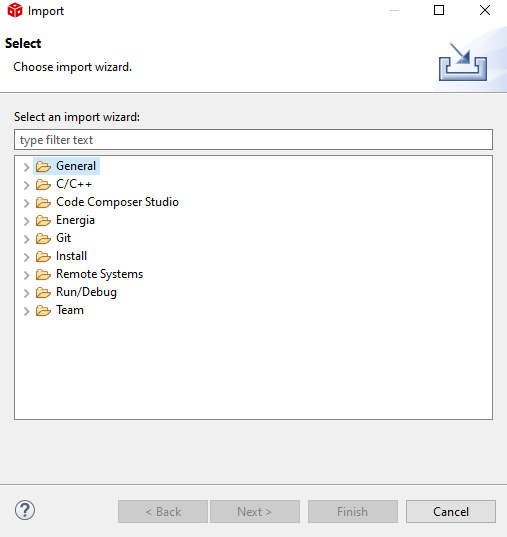 Import
Select
Choose import wizard.
Select an import wizard:
type filter text
General
C/C++
Code Composer Studio
Energia
Git
Install
Remote Systems
Run/Debug
Team
?
< Back
Next >
Finish
Cancel